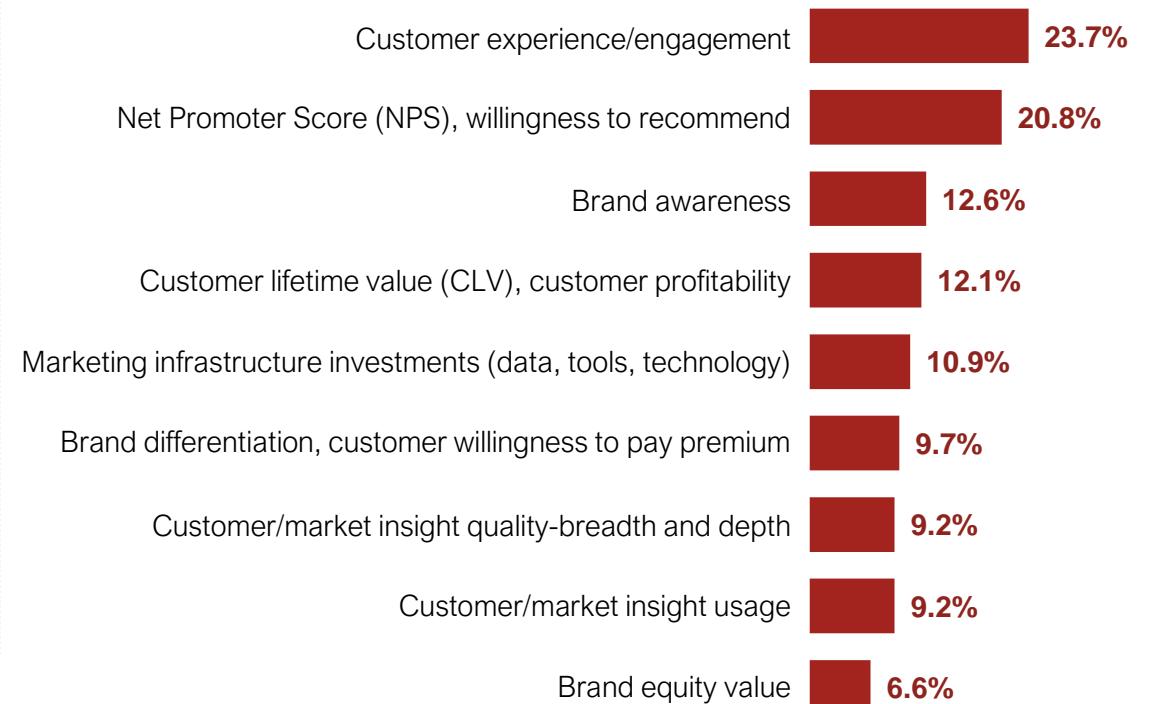 Customer experience/engagement 23.7%
Net Promoter Score (NPS), willingness to recommend 20.8%
Brand awareness 12.6%
Customer lifetime value (CLV), customer profitability 12.1%
Marketing infrastructure investments (data, tools, technology) 10.9%
Brand differentiation, customer willingness to pay premium 9.7%
Customer/market insight quality-breadth and depth 9.2%
Customer/market insight usage 9.2%
Brand equity value 6.6%